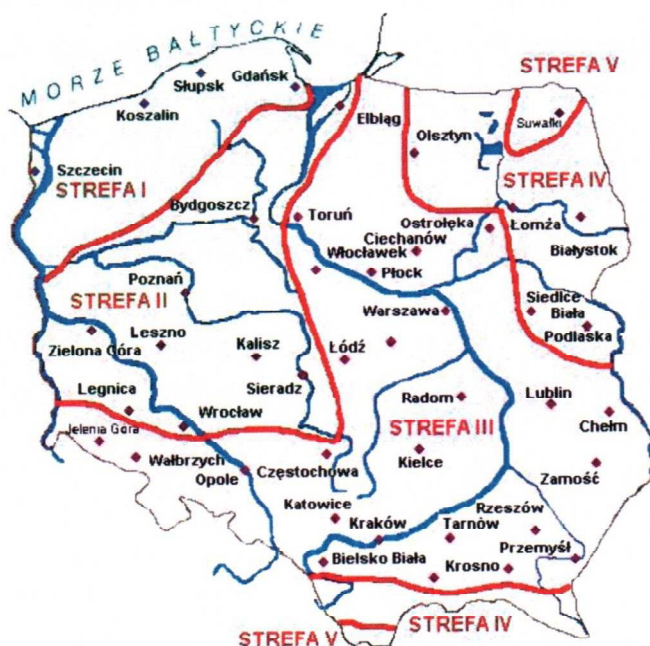 MORZE BAŁTYCKIE
STREFA V
Słupsk
Gdańsk
Koszalin
Elbląg
Suwałki
Olsztyn
Szczecin
STREFA I
STREFA IV
Bydgoszcz
Toruń
Ostrołęka
Łomża
Ciechanów
Białystok
Włocławek
Płock
Poznań
STREFA II
Siedlce
Biała
Podlaska
Warszawa
Leszno
Zielona Góra
Kalisz
Łódź
Sieradz
Legnica
Radom
Lublin
Wrocław
Chełm
Jelenia Góra
STREFA III
Wałbrzych
Opole
Częstochowa
Kielce
Zamość
Katowice
Rzeszów
Kraków
Tarnów
Przemyśl
Bielsko Biała
Krosno
STREFA IV
STREFA V